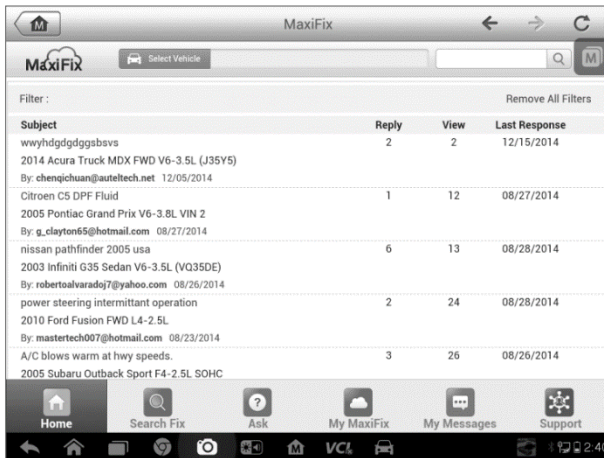 MaxiFix
MaxiFix
Select Vehicle
M
Filter :
Remove All Filters
Subject Reply View Last Response
wwyhdgdgdggsbsvs 2 2 12/15/2014
2014 Acura Truck MDX FWD V6-3.5L (J35Y5)
By: chenqichuan@auteltech.net 12/05/2014
Citroen C5 DPF Fluid 1 12 08/27/2014
2005 Pontiac Grand Prix V6-3.8L VIN 2
By: g_clayton65@hotmail.com 08/27/2014
nissan pathfinder 2005 usa 6 13 08/28/2014
2003 Infiniti G35 Sedan V6-3.5L (VQ35DE)
By: robertoalvaradoj7@yahoo.com 08/26/2014
power steering intermittant operation 2 24 08/28/2014
2010 Ford Fusion FWD L4-2.5L
By: mastertech007@hotmail.com 08/23/2014
A/C blows warm at hwy speeds. 3 26 08/26/2014
2005 Subaru Outback Sport F4-2.5L SOHC
Home Search Fix Ask My MaxiFix My Messages Support
VCI
2:40